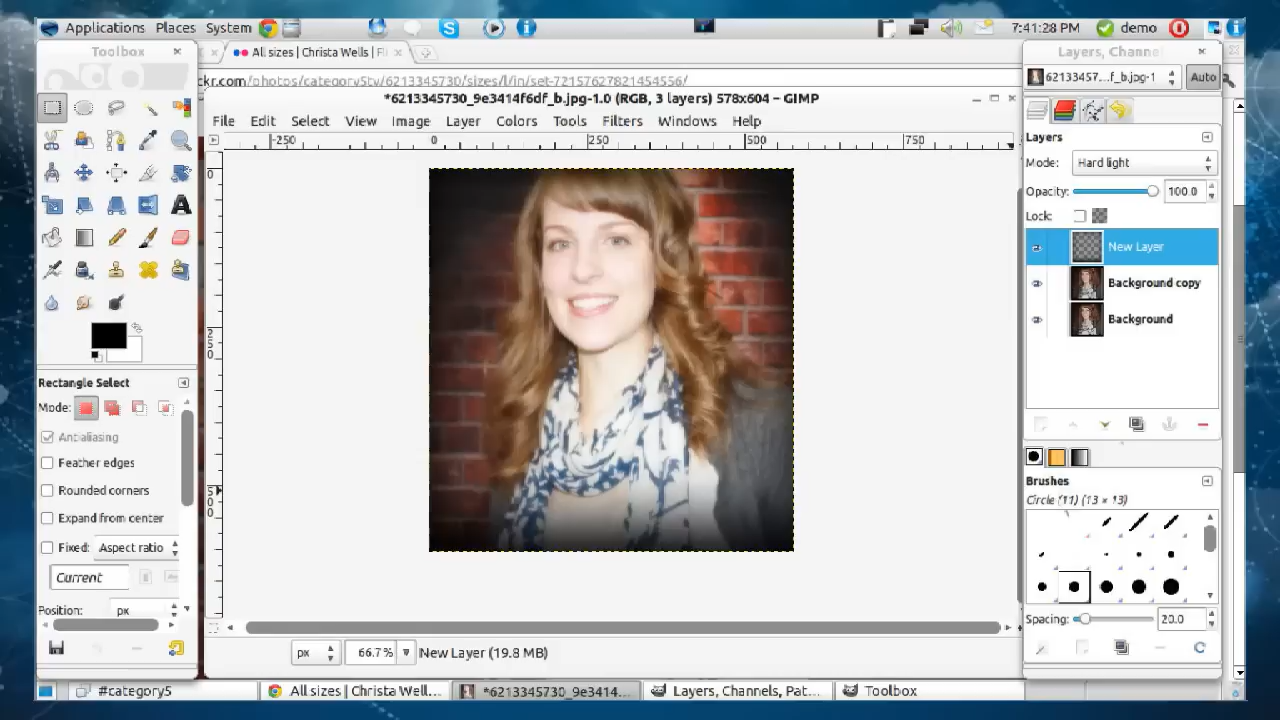 Applications Places System
7:41:28 PM demo
Toolbox
All sizes | Christa Wells | Fl
Layers, Channe
ckr.com/photos/category5tv/6213345730/sizes/l/in/set-72157627821454556/
62133457...f_b.jpg-1 Auto
*6213345730_9e3414f6df_b.jpg-1.0 (RGB, 3 layers) 578x604 – GIMP
File Edit Select View Image Layer Colors Tools Filters Windows Help
-250 0 250 500 750
0
250
500
Layers
Mode: Hard light
Opacity: 100.0
Lock:
New Layer
Background copy
Background
Rectangle Select
Mode:
Antialiasing
Feather edges
Rounded corners
Expand from center
Fixed: Aspect ratio
Current
Position: px
Brushes
Circle (11) (13 × 13)
Spacing: 20.0
px 66.7% New Layer (19.8 MB)
#category5 All sizes | Christa Well... *6213345730_9e3414... Layers, Channels, Pat... Toolbox